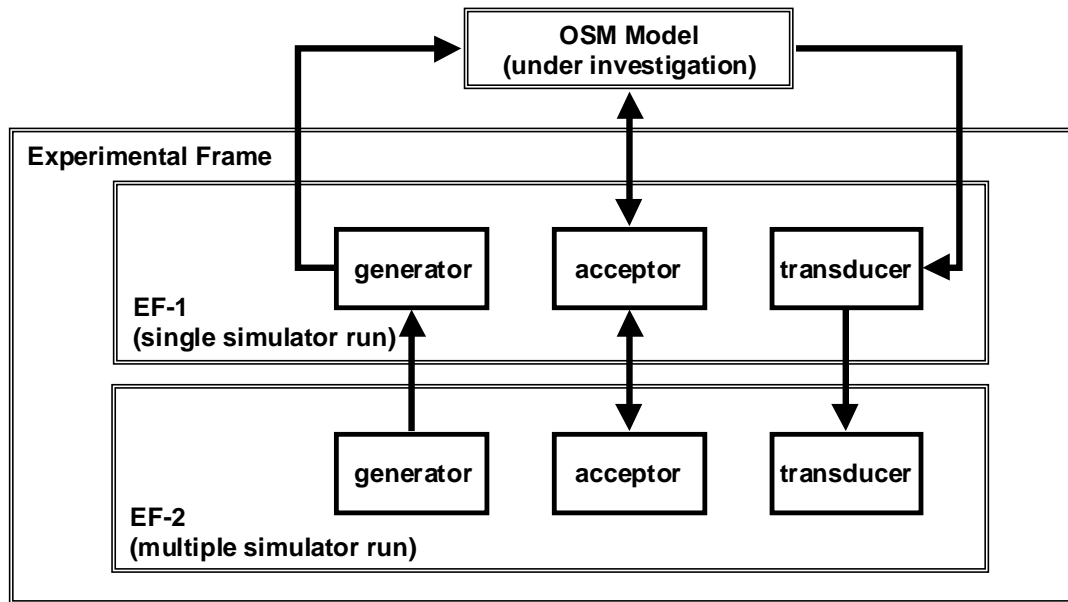 OSM Model
(under investigation)
Experimental Frame
generator
acceptor
transducer
EF-1
(single simulator run)
generator
acceptor
transducer
EF-2
(multiple simulator run)